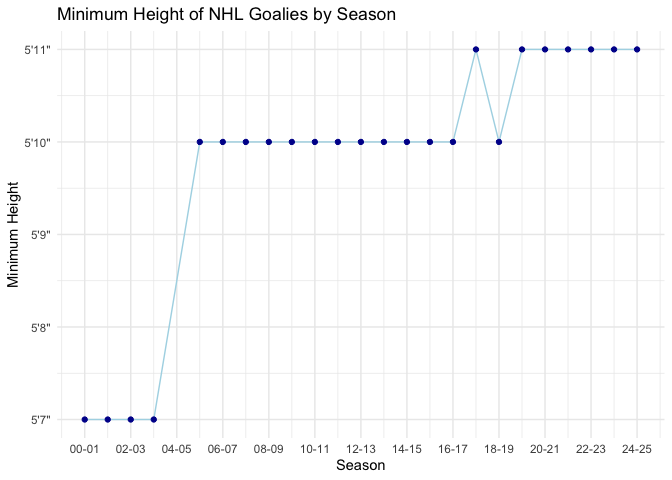 Minimum Height of NHL Goalies by Season
Minimum Height
5'11"
5'10"
5'9"
5'8"
5'7"
00-01 02-03 04-05 06-07 08-09 10-11 12-13 14-15 16-17 18-19 20-21 22-23 24-25
Season